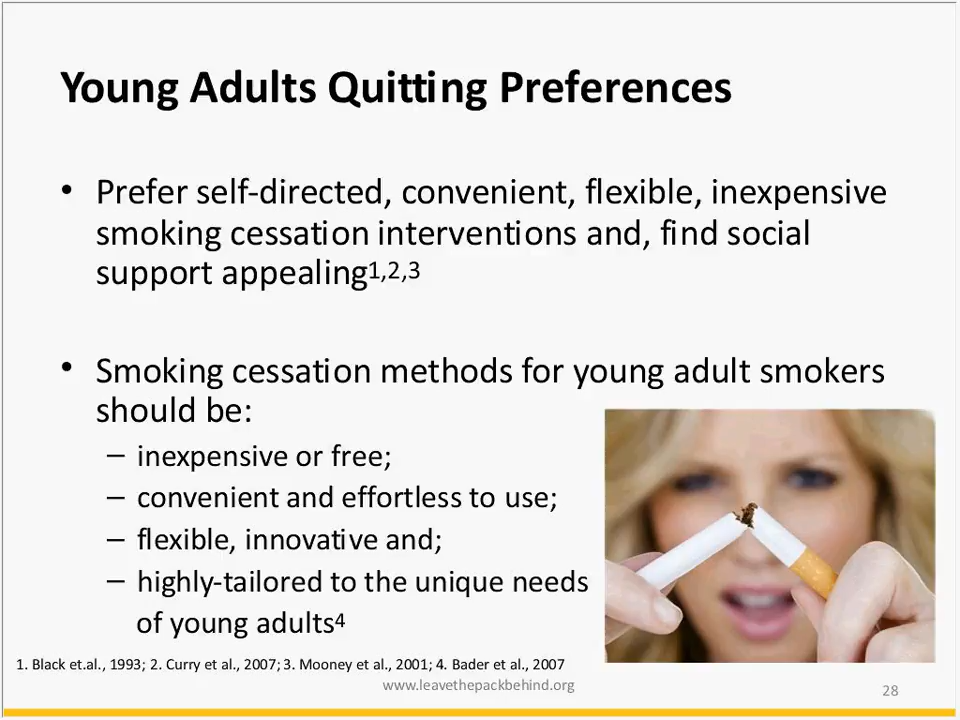 Young Adults Quitting Preferences
• Prefer self-directed, convenient, flexible, inexpensive
smoking cessation interventions and, find social
support appealing1,2,3
• Smoking cessation methods for young adult smokers
should be:
– inexpensive or free;
– convenient and effortless to use;
– flexible, innovative and;
– highly-tailored to the unique needs
of young adults4
1. Black et.al., 1993; 2. Curry et al., 2007; 3. Mooney et al., 2001; 4. Bader et al., 2007
www.leavethepackbehind.org
28